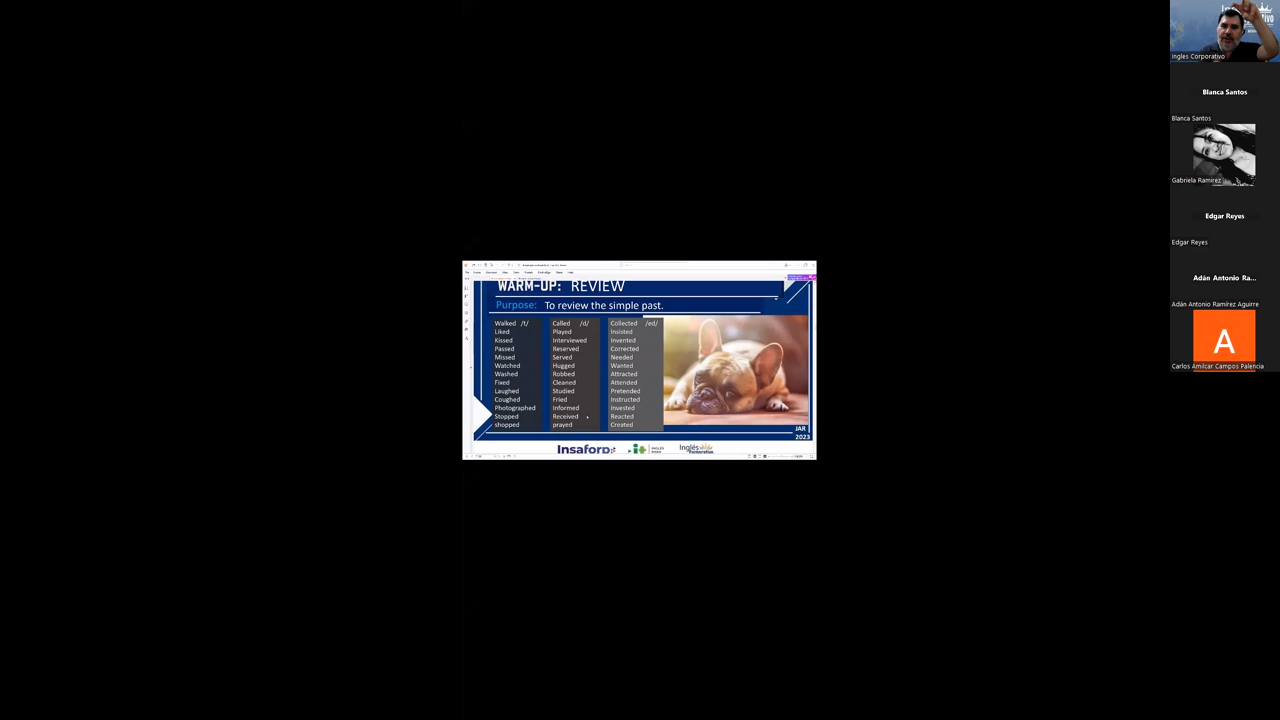 WARM-UP: REVIEW
Purpose: To review the simple past.
Walked /t/
Liked
Kissed
Passed
Missed
Watched
Washed
Fixed
Laughed
Coughed
Photographed
Stopped
shopped
Called /d/
Played
Interviewed
Reserved
Served
Hugged
Robbed
Cleaned
Studied
Fried
Informed
Received
prayed
Collected /ed/
Insisted
Invented
Corrected
Needed
Wanted
Attracted
Attended
Pretended
Instructed
Invested
Reacted
Created
JAR
2023
Insaforp
Inglés
ingles Corporativo
Blanca Santos
Blanca Santos
Gabriela Ramirez
Edgar Reyes
Edgar Reyes
Adán Antonio Ra...
Adán Antonio Ramírez Aguirre
A
Carlos Amilcar Campos Palencia